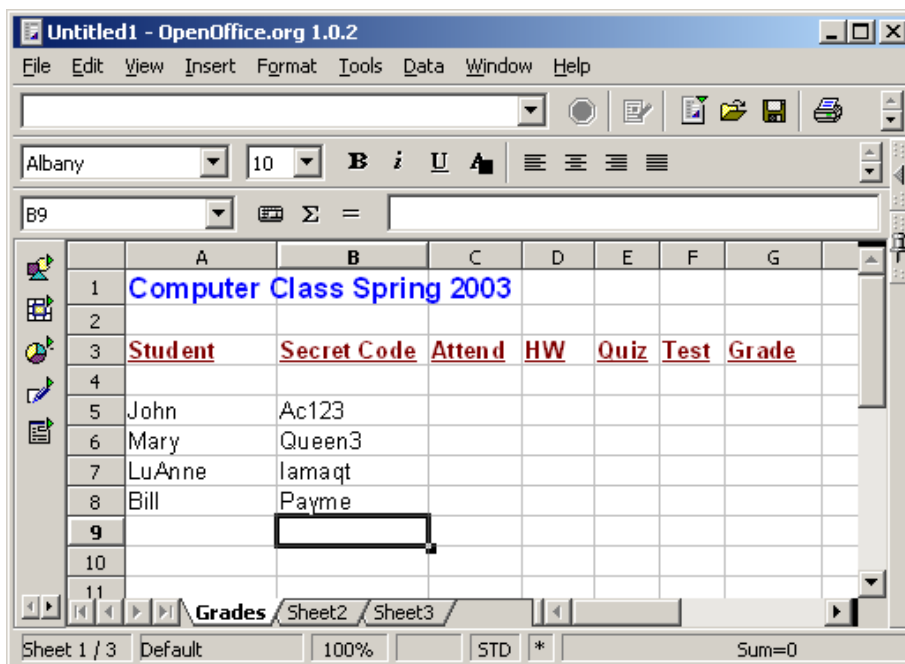 Untitled1 - OpenOffice.org 1.0.2
File Edit View Insert Format Tools Data Window Help
Albany 10 B i U A
B9 Σ =
A B C D E F G
1 Computer Class Spring 2003
2
3 Student Secret Code Attend HW Quiz Test Grade
4
5 John Ac123
6 Mary Queen3
7 LuAnne Iamaqt
8 Bill Payme
9
10
11
Grades Sheet2 Sheet3
Sheet 1 / 3 Default 100% STD * Sum=0